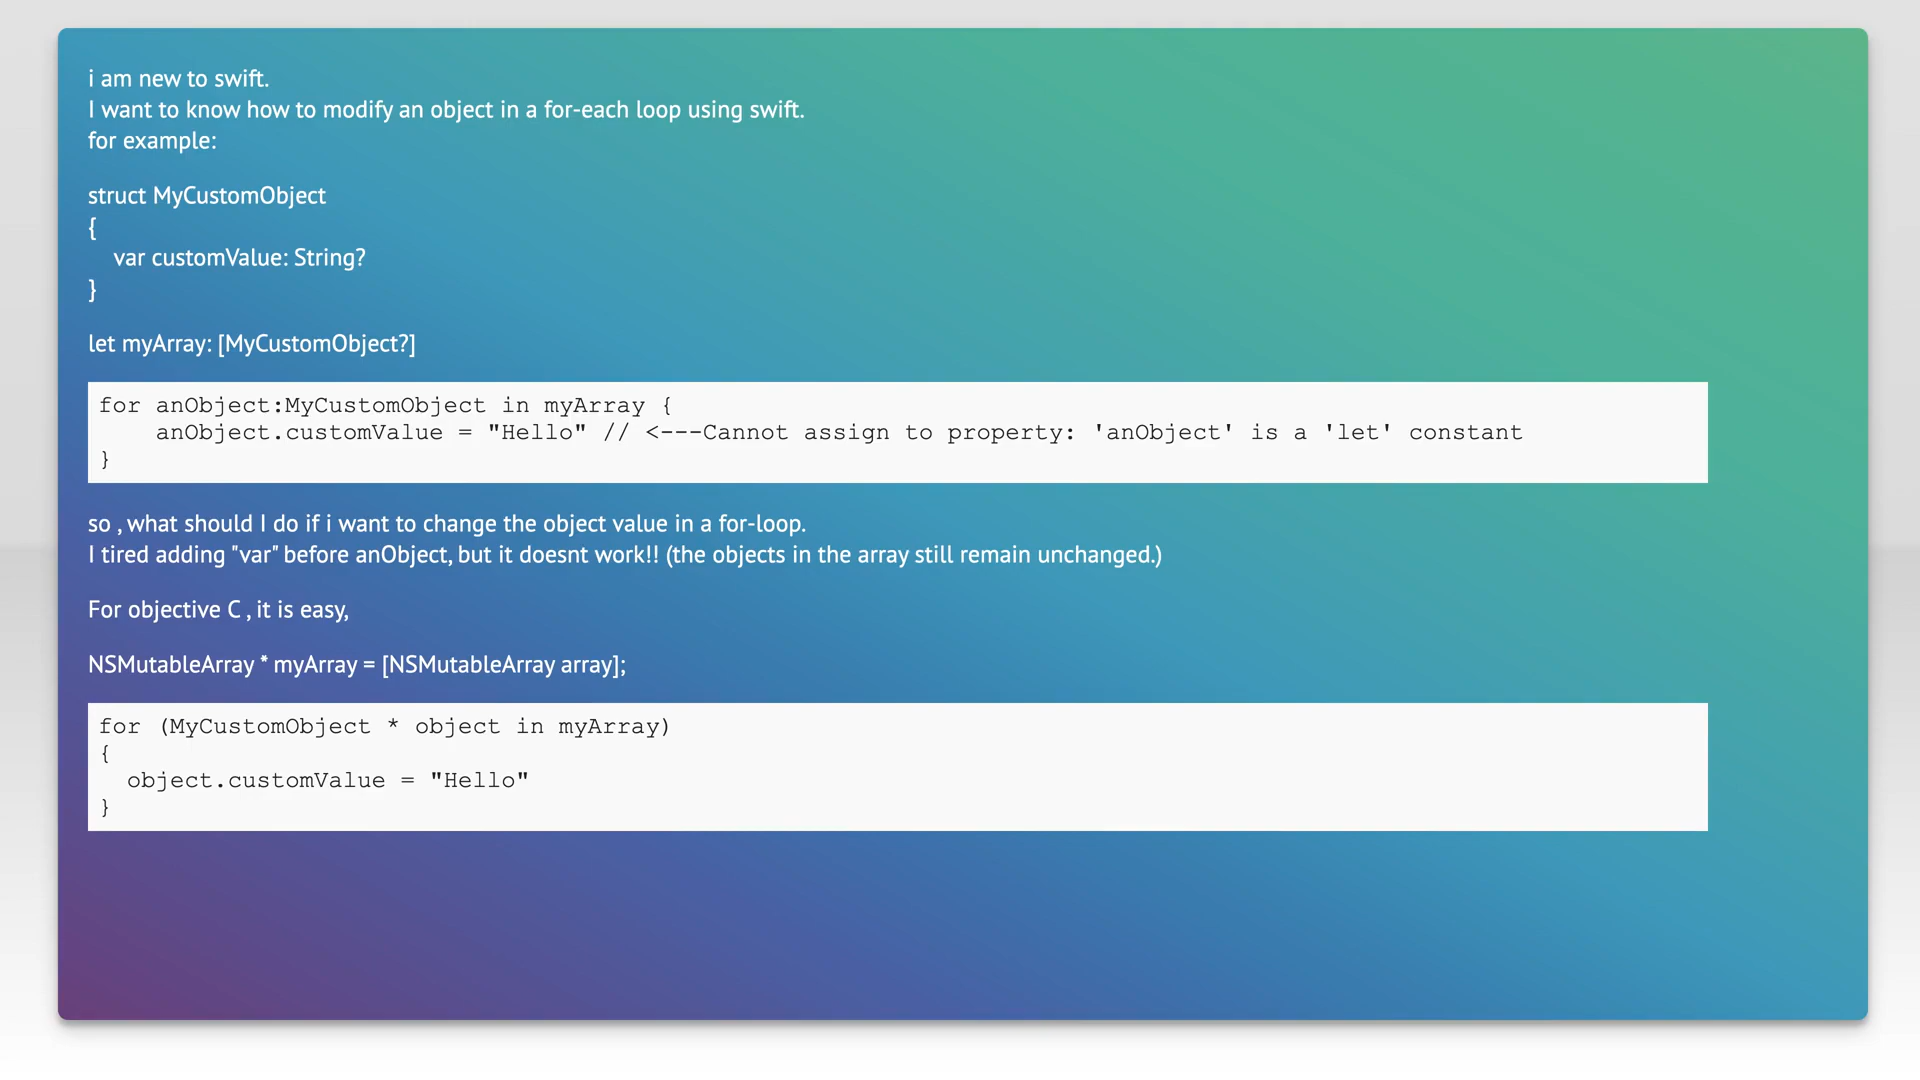 i am new to swift.
I want to know how to modify an object in a for-each loop using swift.
for example:
struct MyCustomObject
{
    var customValue: String?
}
let myArray: [MyCustomObject?]
for anObject:MyCustomObject in myArray {
    anObject.customValue = "Hello" // <---Cannot assign to property: 'anObject' is a 'let' constant
}
so , what should I do if i want to change the object value in a for-loop.
I tired adding "var" before anObject, but it doesnt work!! (the objects in the array still remain unchanged.)
For objective C , it is easy,
NSMutableArray * myArray = [NSMutableArray array];
for (MyCustomObject * object in myArray)
{
  object.customValue = "Hello"
}